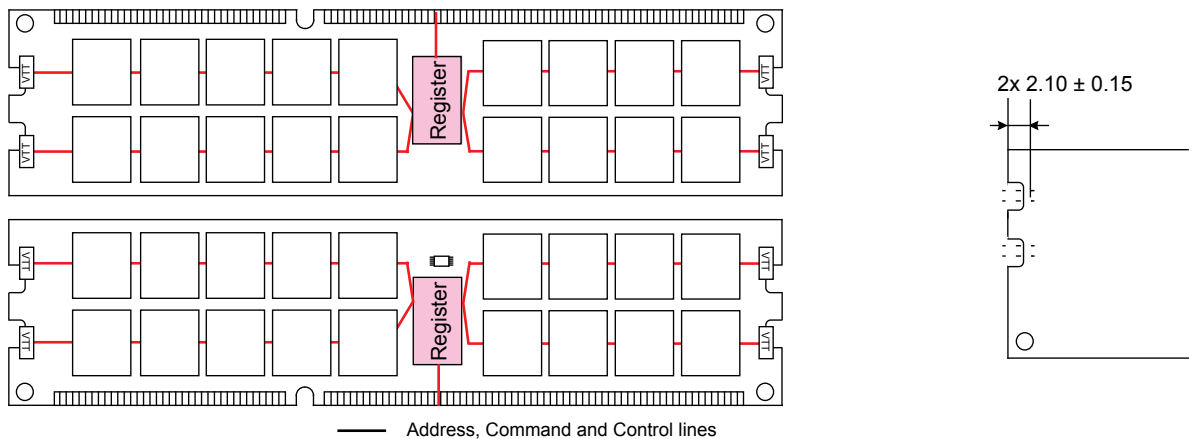 VTT
VTT
Register
VTT
VTT
2x 2.10 ± 0.15
VTT
VTT
Register
VTT
VTT
Address, Command and Control lines